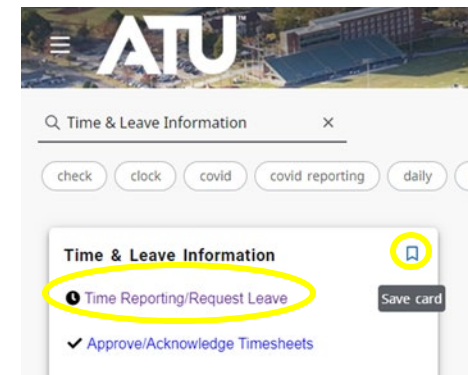 ATU
Time & Leave Information
check clock covid covid reporting daily
Time & Leave Information
Time Reporting/Request Leave
Save card
Approve/Acknowledge Timesheets